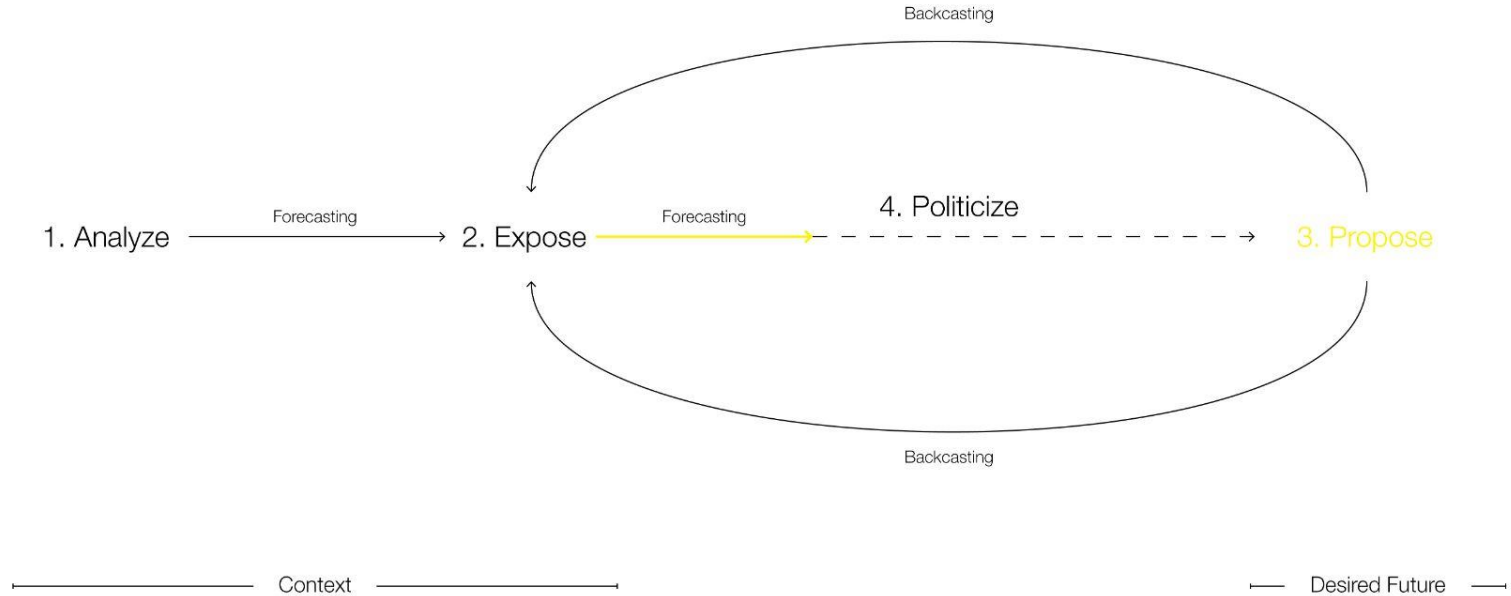 Backcasting
4. Politicize
Forecasting
Forecasting
1. Analyze
2. Expose
3. Propose
Backcasting
Context
Desired Future